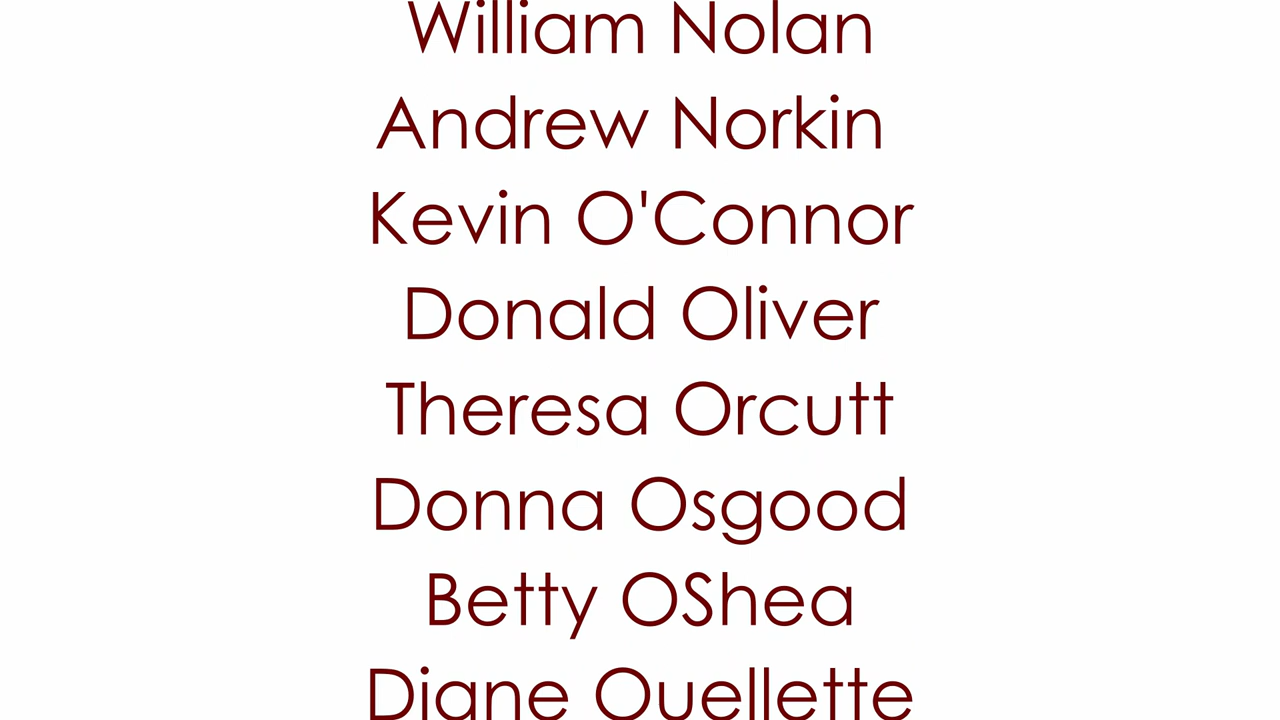 William Nolan
Andrew Norkin
Kevin O'Connor
Donald Oliver
Theresa Orcutt
Donna Osgood
Betty OShea
Diane Ouellette